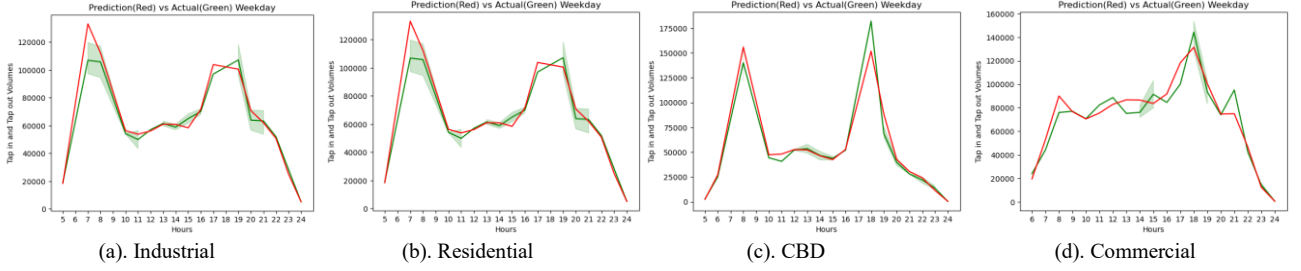 Prediction(Red) vs Actual(Green) Weekday
Tap in and Tap out Volumes
120000
100000
80000
60000
40000
20000
0
5 6 7 8 9 10 11 12 13 14 15 16 17 18 19 20 21 22 23 24
Hours
(a). Industrial
Prediction(Red) vs Actual(Green) Weekday
Tap in and Tap out Volumes
120000
100000
80000
60000
40000
20000
0
5 6 7 8 9 10 11 12 13 14 15 16 17 18 19 20 21 22 23 24
Hours
(b). Residential
Prediction(Red) vs Actual(Green) Weekday
Tap in and Tap out Volumes
175000
150000
125000
100000
75000
50000
25000
0
5 6 7 8 9 10 11 12 13 14 15 16 17 18 19 20 21 22 23 24
Hours
(c). CBD
Prediction(Red) vs Actual(Green) Weekday
Tap in and Tap out Volumes
160000
140000
120000
100000
80000
60000
40000
20000
0
6 7 8 9 10 11 12 13 14 15 16 17 18 19 20 21 22 23 24
Hours
(d). Commercial